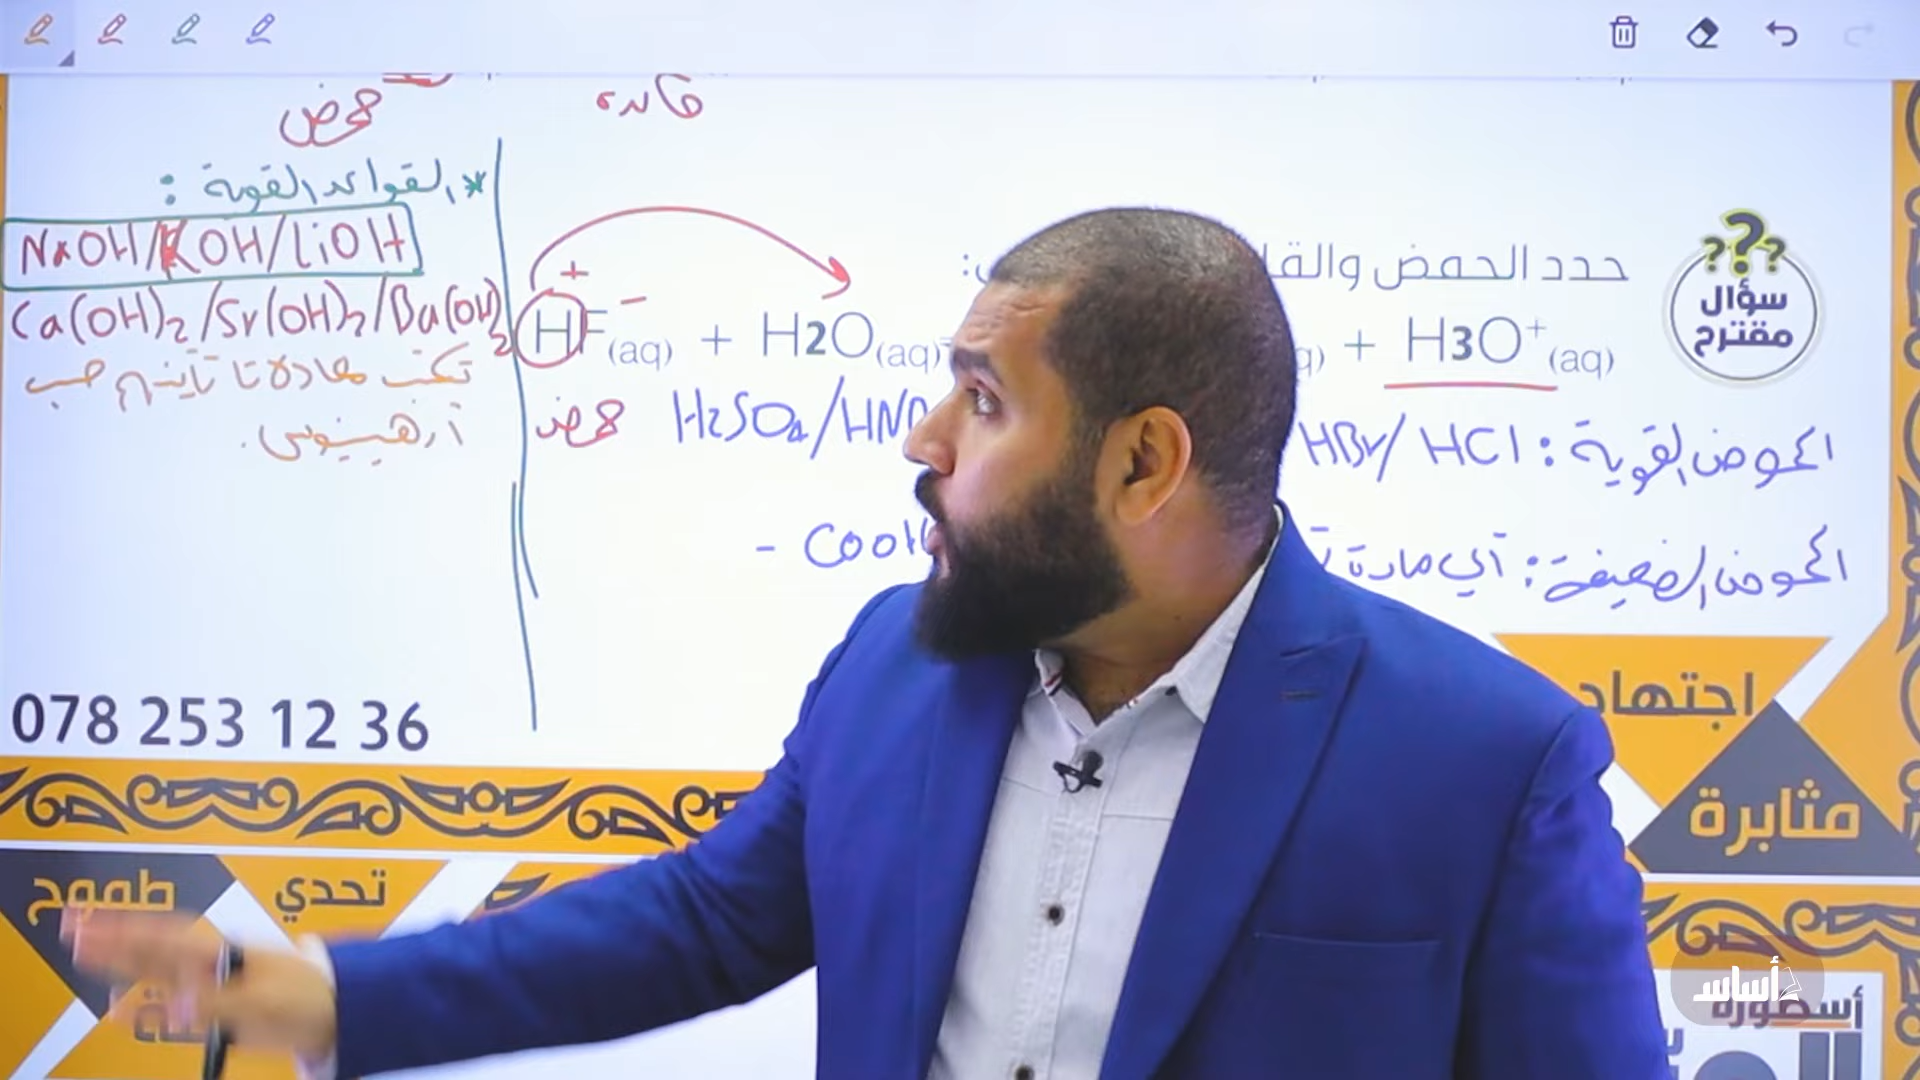 حمض
قاعدة
* القواعد القوية :
NaOH/KOH/LiOH
Ca(OH)2/Sr(OH)2/Ba(OH)2
تكتب معادلة تأينهم حسب
أرهينيوس.
حدد الحمض
???
سؤال
مقترح
+ −
HF(aq) + H2O(aq)
+ H3O+(aq)
حمض
الحموض القوية : HCl /HBr
H2SO4/HNO
الحموض الضعيفة : أي مادة
- COOH
078 253 12 36
اجتهاد
مثابرة
طموح
تحدي
أساس
أسطورة